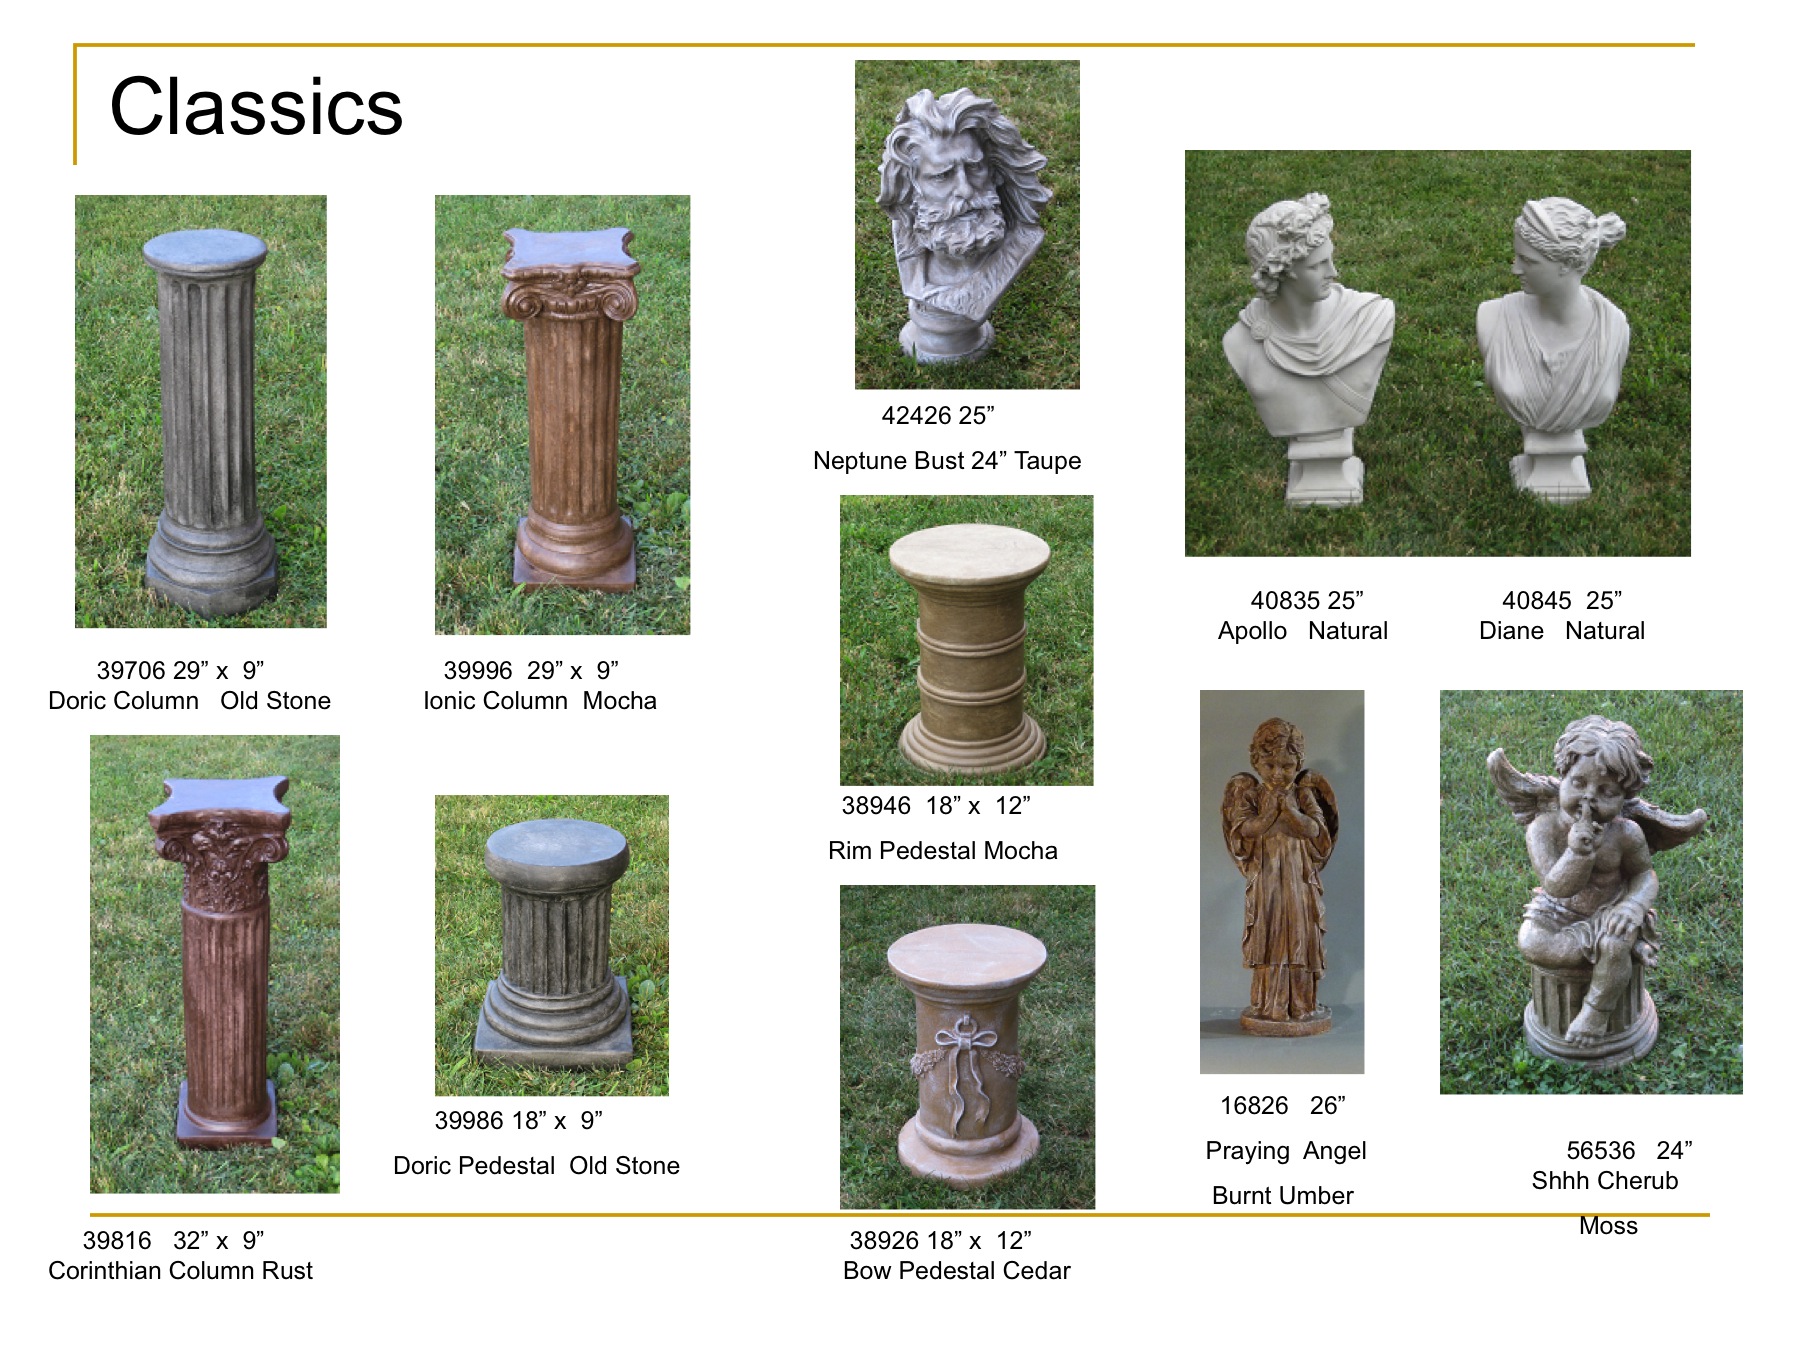 Classics
39706 29” x  9”
Doric Column   Old Stone
39996  29” x  9”
Ionic Column  Mocha
42426 25”
Neptune Bust 24” Taupe
40835 25”
Apollo   Natural
40845  25”
Diane   Natural
38946  18” x  12”
Rim Pedestal Mocha
39986 18” x  9”
Doric Pedestal  Old Stone
16826   26”
Praying  Angel
Burnt Umber
56536   24”
Shhh Cherub
Moss
39816   32” x  9”
Corinthian Column Rust
38926 18” x  12”
Bow Pedestal Cedar